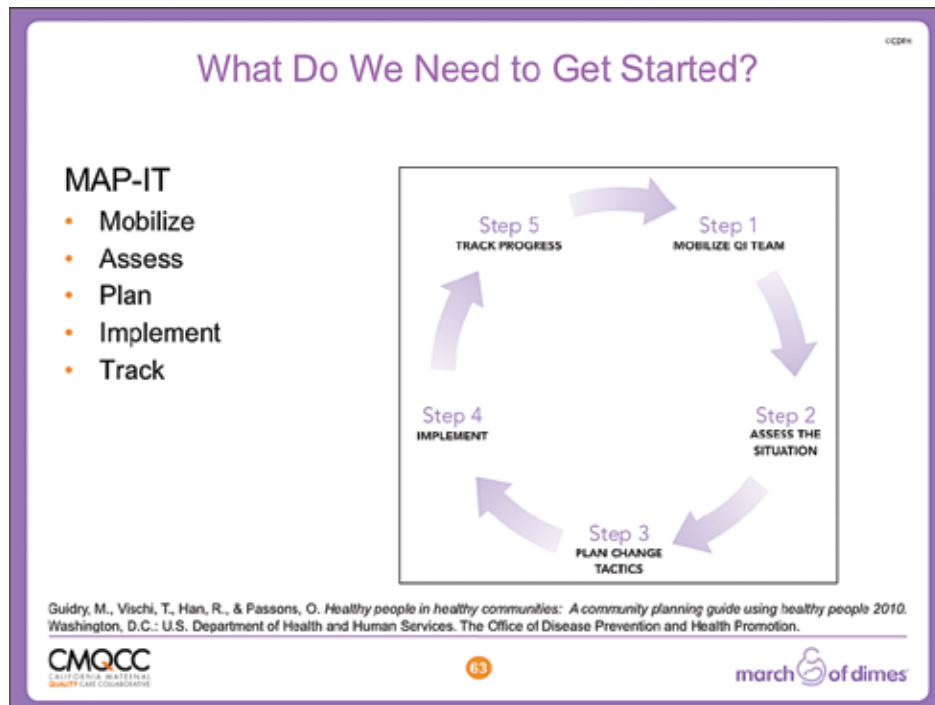 ©CDPH
What Do We Need to Get Started?
MAP-IT
• Mobilize
• Assess
• Plan
• Implement
• Track
Step 5
TRACK PROGRESS
Step 1
MOBILIZE QI TEAM
Step 4
IMPLEMENT
Step 2
ASSESS THE
SITUATION
Step 3
PLAN CHANGE
TACTICS
Guidry, M., Vischi, T., Han, R., & Passons, O. Healthy people in healthy communities: A community planning guide using healthy people 2010.
Washington, D.C.: U.S. Department of Health and Human Services. The Office of Disease Prevention and Health Promotion.
CMQCC
CALIFORNIA MATERNAL
QUALITY CARE COLLABORATIVE
63
march of dimes